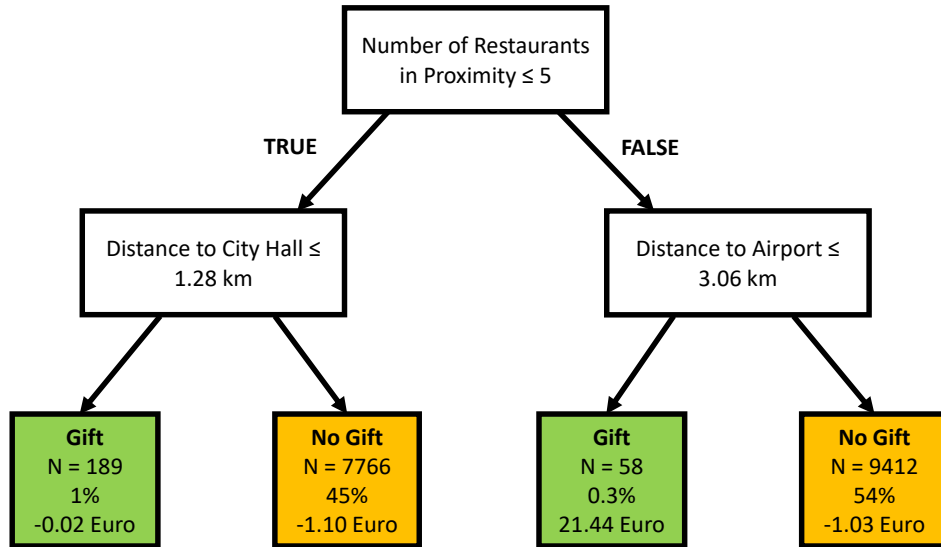 Number of Restaurants
in Proximity ≤ 5
TRUE
FALSE
Distance to City Hall ≤
1.28 km
Distance to Airport ≤
3.06 km
Gift
N = 189
1%
-0.02 Euro
No Gift
N = 7766
45%
-1.10 Euro
Gift
N = 58
0.3%
21.44 Euro
No Gift
N = 9412
54%
-1.03 Euro